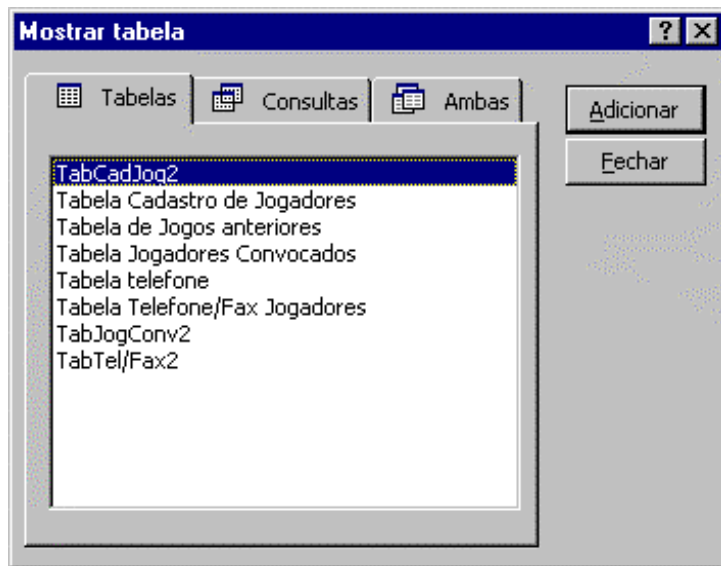 Mostrar tabela
Tabelas Consultas Ambas
Adicionar
Fechar
TabCadJog2
Tabela Cadastro de Jogadores
Tabela de Jogos anteriores
Tabela Jogadores Convocados
Tabela telefone
Tabela Telefone/Fax Jogadores
TabJogConv2
TabTel/Fax2